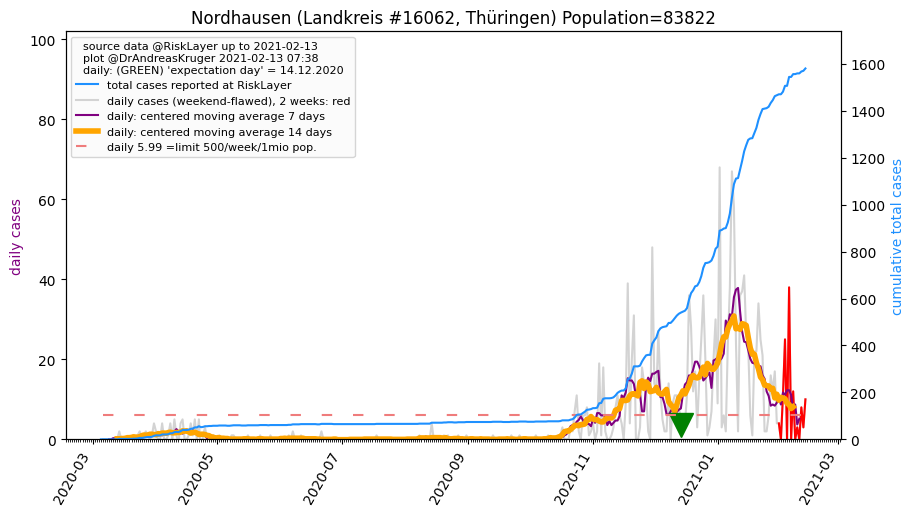 Nordhausen (Landkreis #16062, Thüringen) Population=83822
source data @RiskLayer up to 2021-02-13
plot @DrAndreasKruger 2021-02-13 07:38
daily: (GREEN) 'expectation day' = 14.12.2020
total cases reported at RiskLayer
daily cases (weekend-flawed), 2 weeks: red
daily: centered moving average 7 days
daily: centered moving average 14 days
daily 5.99 =limit 500/week/1mio pop.
daily cases
100
80
60
40
20
0
cumulative total cases
1600
1400
1200
1000
800
600
400
200
0
2020-03
2020-05
2020-07
2020-09
2020-11
2021-01
2021-03